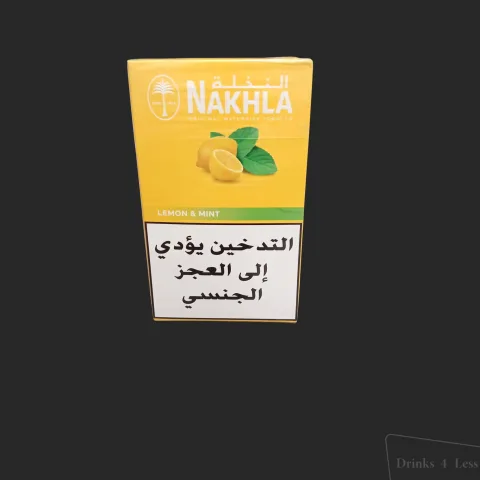 النخلة
NAKHLA
LEMON & MINT
التدخين يؤدي
إلى العجز
الجنسي
Drinks 4 Less